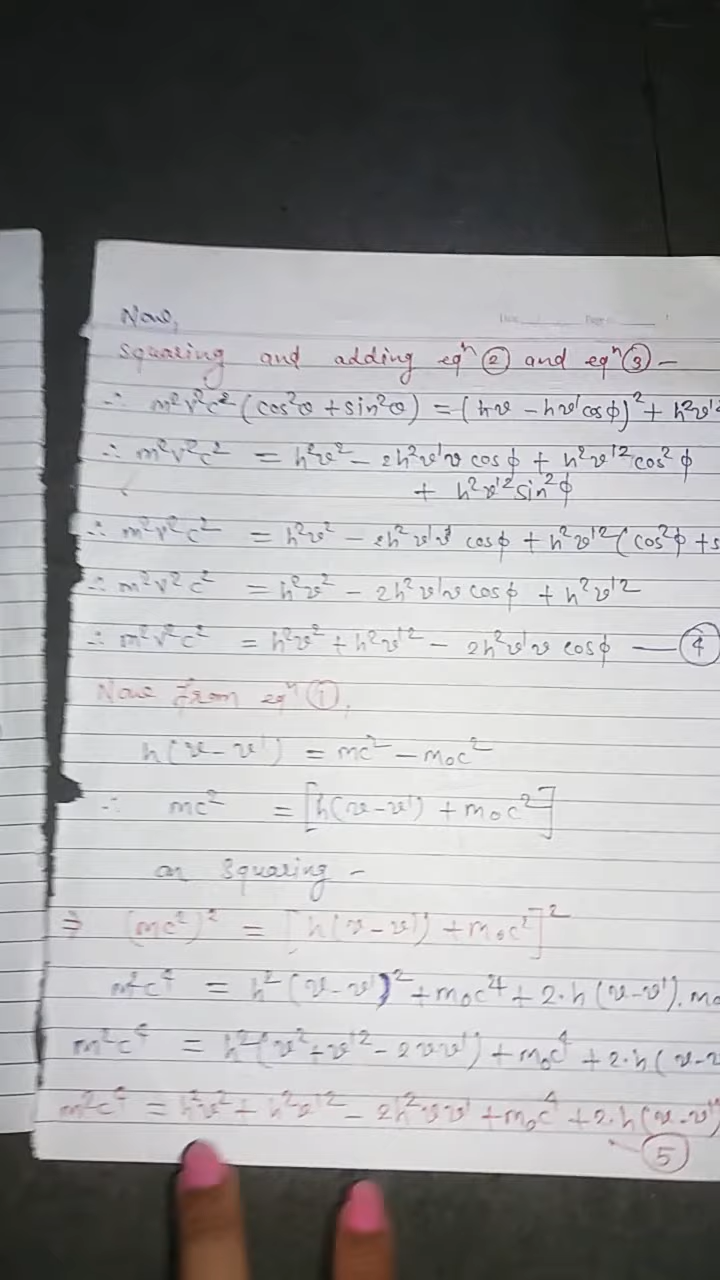 Now,
squaring and adding eqⁿ ② and eqⁿ ③ –
∴ m²v²c² (cos²θ + sin²θ) = (hν – hν' cosφ)² + h²ν'²
∴ m²v²c² = h²ν² – 2h²ν'ν cosφ + h²ν'² cos²φ
+ h²ν'² sin²φ
∴ m²v²c² = h²ν² – 2h²ν'ν cosφ + h²ν'² (cos²φ + s
∴ m²v²c² = h²ν² – 2h²ν'ν cosφ + h²ν'²
∴ m²v²c² = h²ν² + h²ν'² – 2h²ν'ν cosφ — ④
Now from eqⁿ ①,
h(ν – ν') = mc² – m₀c²
∴ mc² = [h(ν – ν') + m₀c²]
on squaring –
⇒ (mc²)² = [h(ν – ν') + m₀c²]²
m²c⁴ = h² (ν – ν')² + m₀c⁴ + 2·h(ν – ν').m₀
m²c⁴ = h²(ν² + ν'² – 2νν') + m₀c⁴ + 2·h(ν – ν
m²c⁴ = h²ν² + h²ν'² – 2h²νν' + m₀c⁴ + 2·h(ν – ν')
⑤